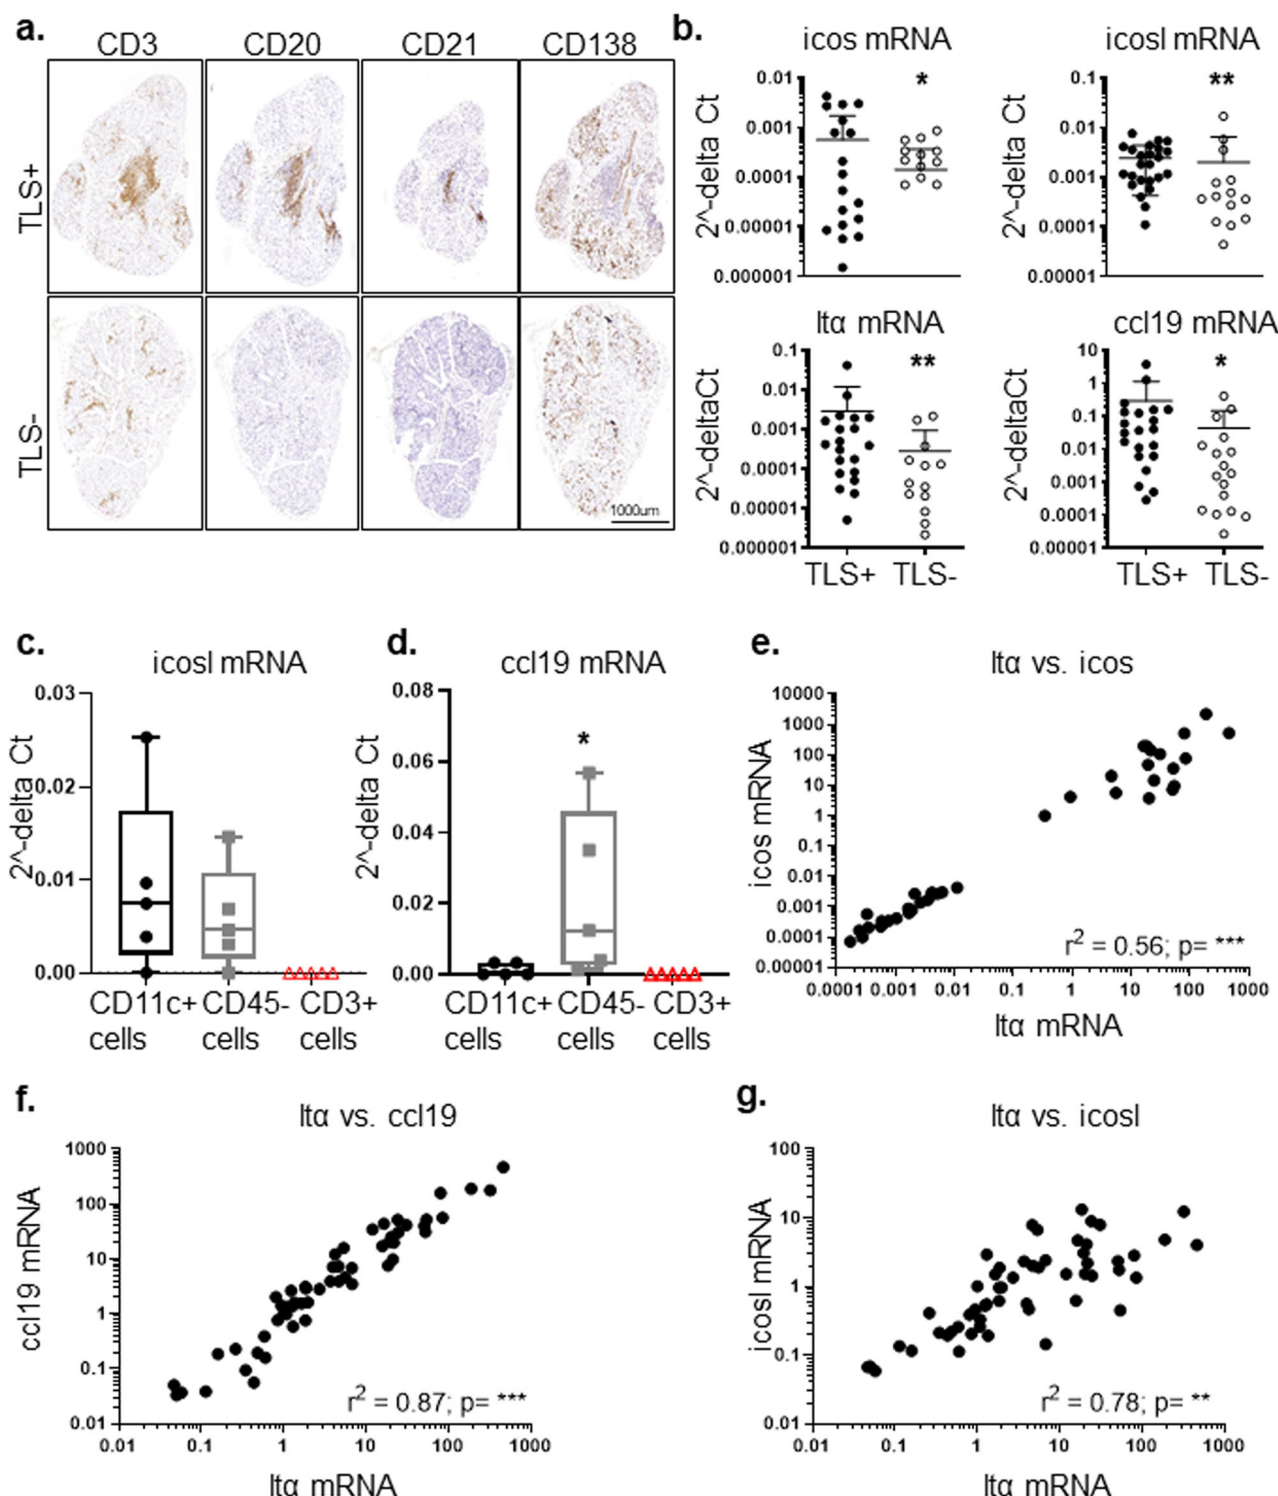 a.
CD3 CD20 CD21 CD138
TLS+
TLS-
1000um
b.
icos mRNA
*
2^-delta Ct
0.01
0.001
0.0001
0.00001
0.000001
icosl mRNA
**
2^-delta Ct
0.1
0.01
0.001
0.0001
0.00001
ltα mRNA
**
2^-deltaCt
0.1
0.01
0.001
0.0001
0.00001
0.000001
TLS+ TLS-
ccl19 mRNA
*
2^-deltaCt
10
1
0.1
0.01
0.001
0.0001
0.00001
TLS+ TLS-
c.
icosl mRNA
2^-delta Ct
0.03
0.02
0.01
0.00
CD11c+ CD45- CD3+
cells cells cells
d.
ccl19 mRNA
*
2^-delta Ct
0.08
0.06
0.04
0.02
0.00
CD11c+ CD45- CD3+
cells cells cells
e.
ltα vs. icos
icos mRNA
10000
1000
100
10
1
0.1
0.01
0.001
0.0001
0.00001
r2 = 0.56; p= ***
0.0001 0.001 0.01 0.1 1 10 100 1000
ltα mRNA
f.
ltα vs. ccl19
ccl19 mRNA
1000
100
10
1
0.1
0.01
r2 = 0.87; p= ***
0.01 0.1 1 10 100 1000
ltα mRNA
g.
ltα vs. icosl
icosl mRNA
100
10
1
0.1
0.01
r2 = 0.78; p= **
0.01 0.1 1 10 100 1000
ltα mRNA